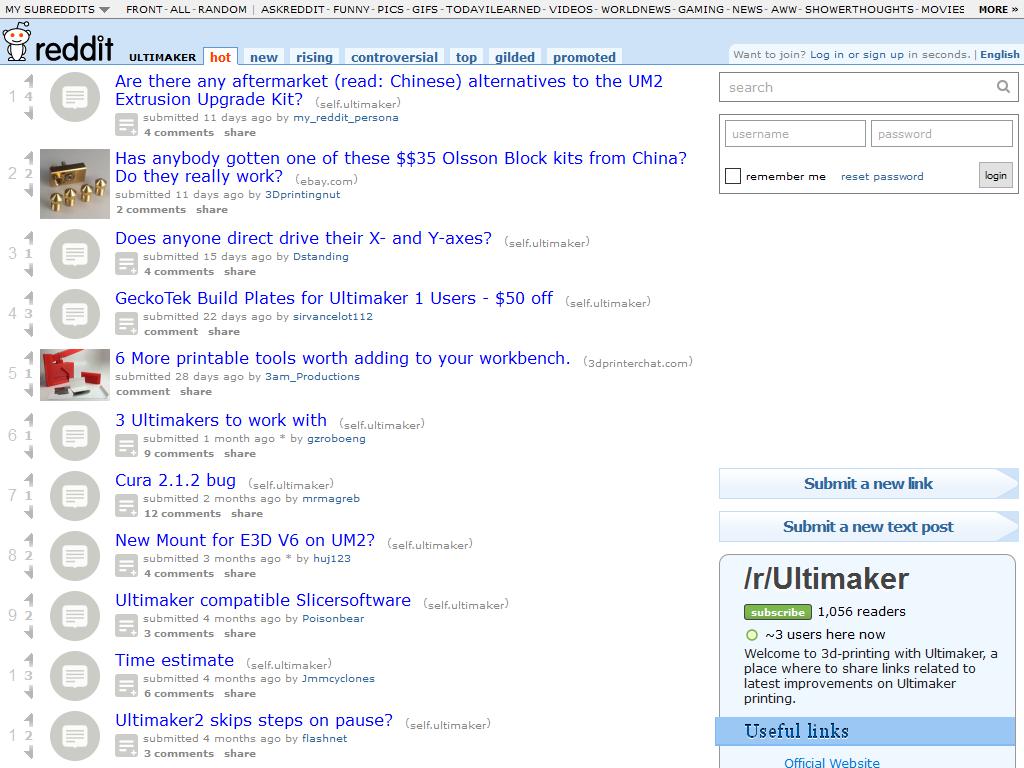 MY SUBREDDITS FRONT - ALL - RANDOM | ASKREDDIT - FUNNY - PICS - GIFS - TODAYILEARNED - VIDEOS - WORLDNEWS - GAMING - NEWS - AWW - SHOWERTHOUGHTS - MOVIES MORE »
reddit ULTIMAKER hot new rising controversial top gilded promoted
Want to join? Log in or sign up in seconds. | English
1
4
Are there any aftermarket (read: Chinese) alternatives to the UM2
Extrusion Upgrade Kit? (self.ultimaker)
submitted 11 days ago by my_reddit_persona
4 comments share
2
2
Has anybody gotten one of these $$35 Olsson Block kits from China?
Do they really work? (ebay.com)
submitted 11 days ago by 3Dprintingnut
2 comments share
3
1
Does anyone direct drive their X- and Y-axes? (self.ultimaker)
submitted 15 days ago by Dstanding
4 comments share
4
3
GeckoTek Build Plates for Ultimaker 1 Users - $50 off (self.ultimaker)
submitted 22 days ago by sirvancelot112
comment share
5
1
6 More printable tools worth adding to your workbench. (3dprinterchat.com)
submitted 28 days ago by 3am_Productions
comment share
6
1
3 Ultimakers to work with (self.ultimaker)
submitted 1 month ago * by gzroboeng
9 comments share
7
1
Cura 2.1.2 bug (self.ultimaker)
submitted 2 months ago by mrmagreb
12 comments share
8
2
New Mount for E3D V6 on UM2? (self.ultimaker)
submitted 3 months ago * by huj123
4 comments share
9
2
Ultimaker compatible Slicersoftware (self.ultimaker)
submitted 4 months ago by Poisonbear
3 comments share
1
3
Time estimate (self.ultimaker)
submitted 4 months ago by Jmmcyclones
6 comments share
1
2
Ultimaker2 skips steps on pause? (self.ultimaker)
submitted 4 months ago by flashnet
3 comments share
search
username password
remember me reset password login
Submit a new link
Submit a new text post
/r/Ultimaker
subscribe 1,056 readers
~3 users here now
Welcome to 3d-printing with Ultimaker, a
place where to share links related to
latest improvements on Ultimaker
printing.
Useful links
Official Website